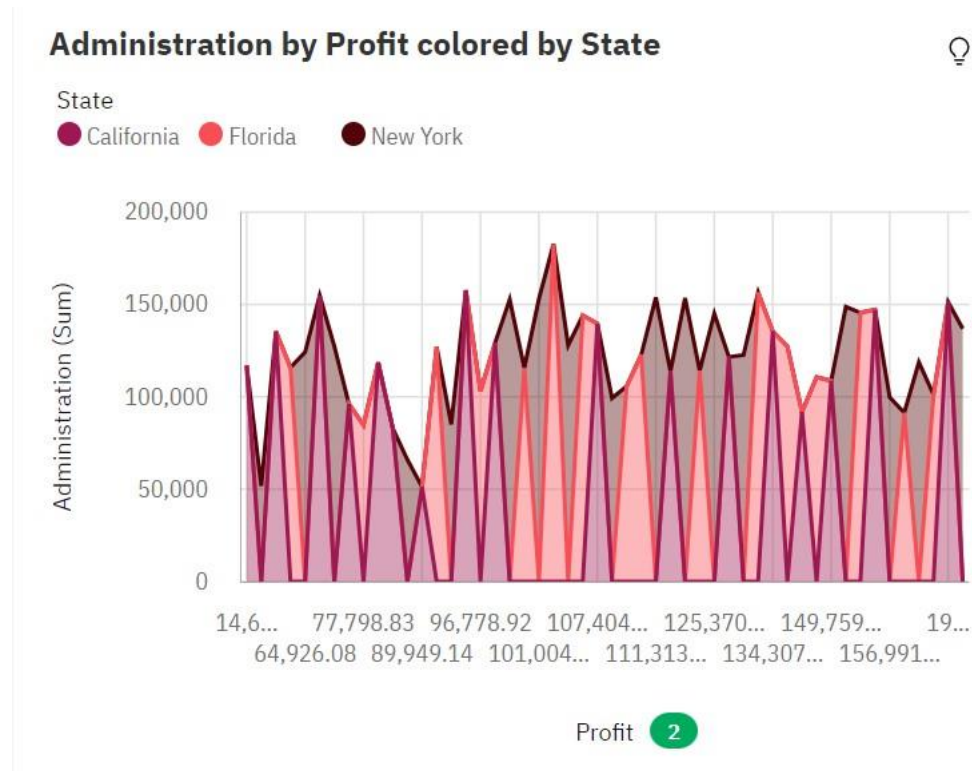 Administration by Profit colored by State
State
California Florida New York
200,000
150,000
100,000
50,000
0
Administration (Sum)
14,6... 77,798.83 96,778.92 107,404... 125,370... 149,759... 19...
64,926.08 89,949.14 101,004... 111,313... 134,307... 156,991...
Profit 2